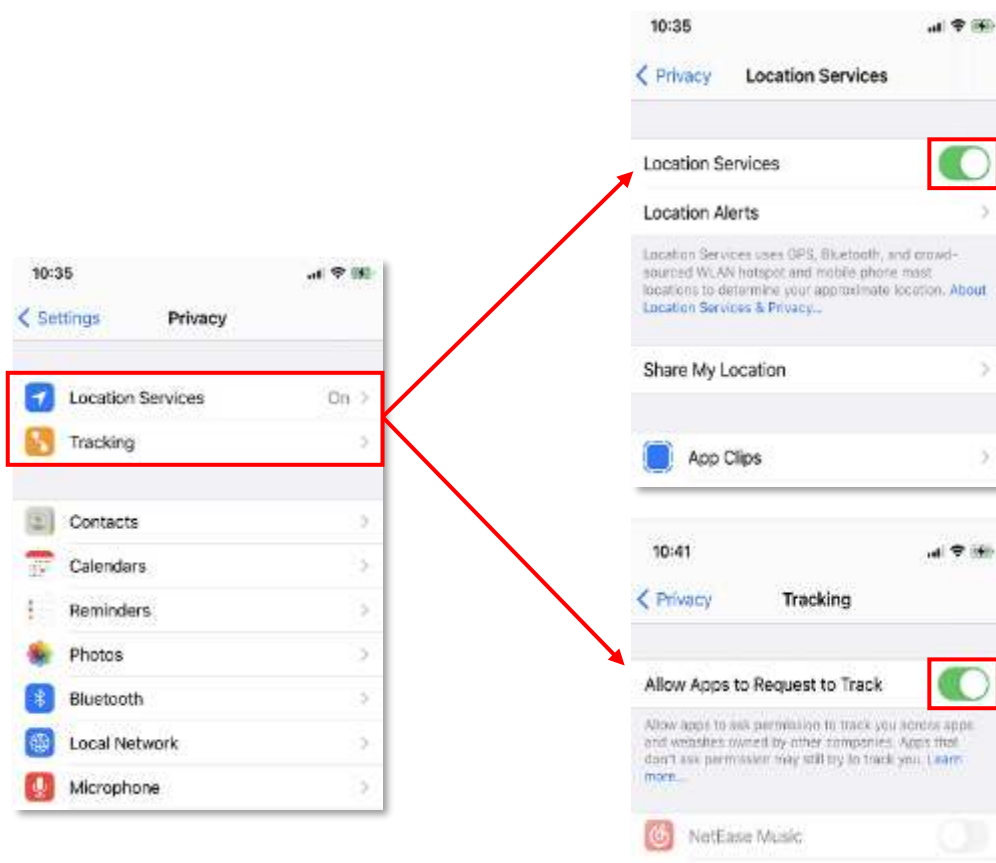 10:35
Settings
Privacy
Location Services
On
Tracking
Contacts
Calendars
Reminders
Photos
Bluetooth
Local Network
Microphone
10:35
Privacy
Location Services
Location Services
Location Alerts
Location Services uses GPS, Bluetooth, and crowd-
sourced WLAN hotspot and mobile phone mast
locations to determine your approximate location. About
Location Services & Privacy...
Share My Location
App Clips
10:41
Privacy
Tracking
Allow Apps to Request to Track
Allow apps to ask permission to track you across apps
and websites owned by other companies. Apps that
don't ask permission may still try to track you. Learn
more...
NetEase Music